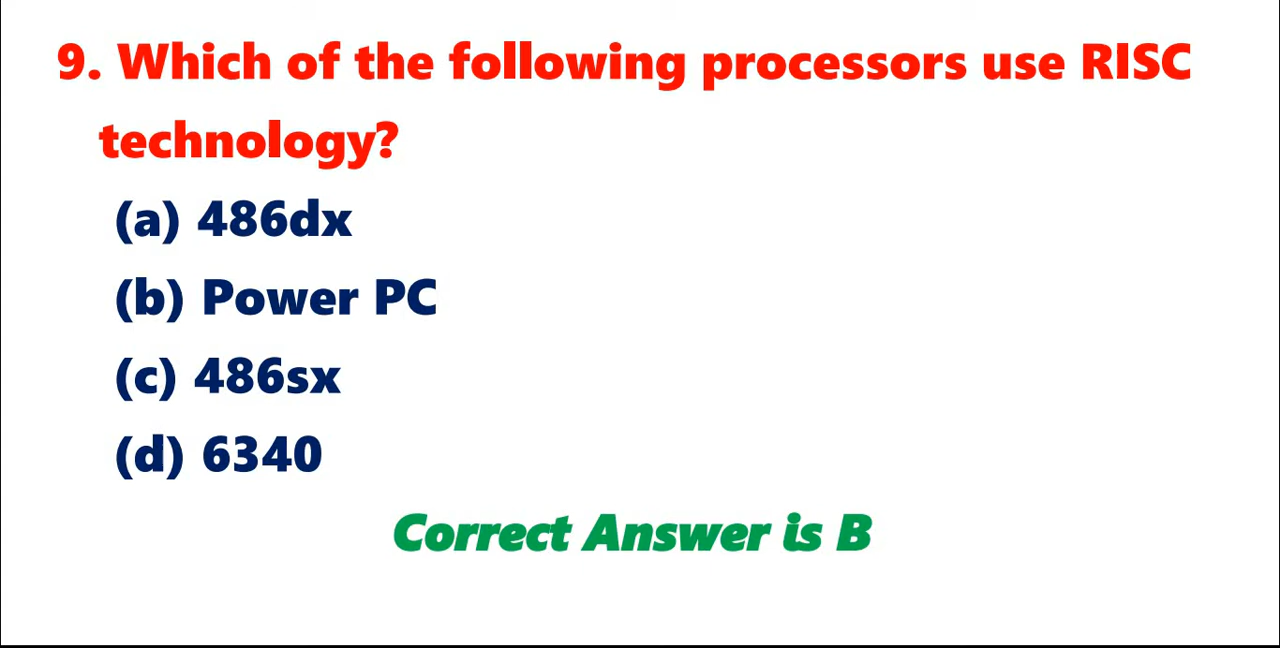 9. Which of the following processors use RISC
technology?
(a) 486dx
(b) Power PC
(c) 486sx
(d) 6340
Correct Answer is B